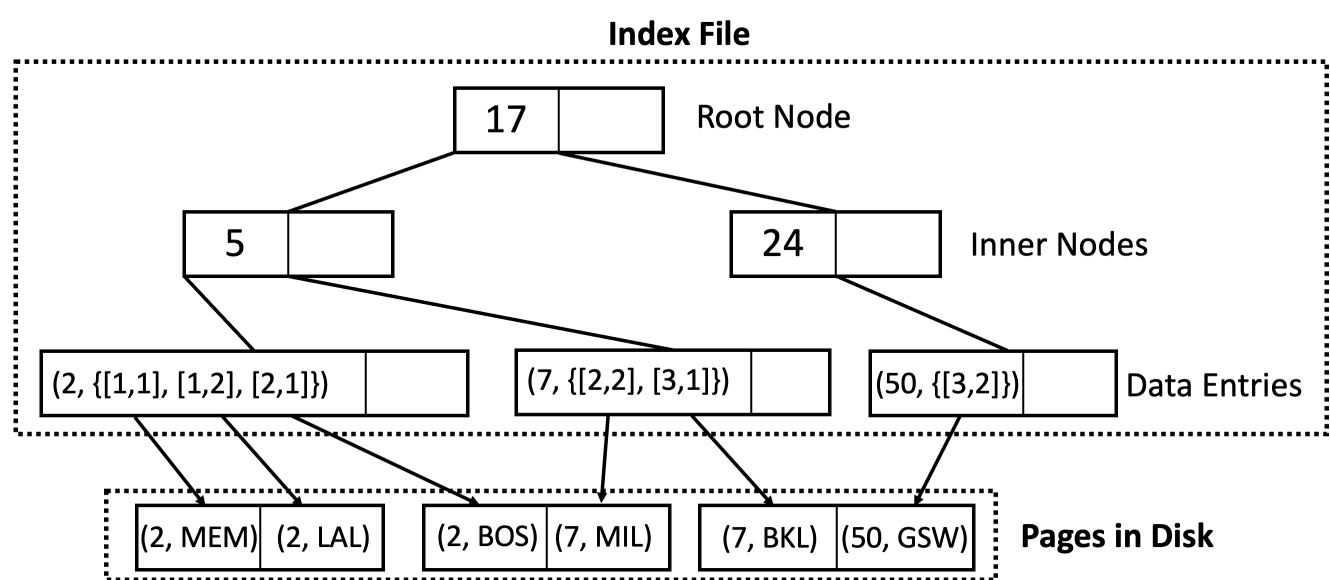 Index File
17
Root Node
5
24
Inner Nodes
(2, {[1,1], [1,2], [2,1]})
(7, {[2,2], [3,1]})
(50, {[3,2]})
Data Entries
(2, MEM)
(2, LAL)
(2, BOS)
(7, MIL)
(7, BKL)
(50, GSW)
Pages in Disk